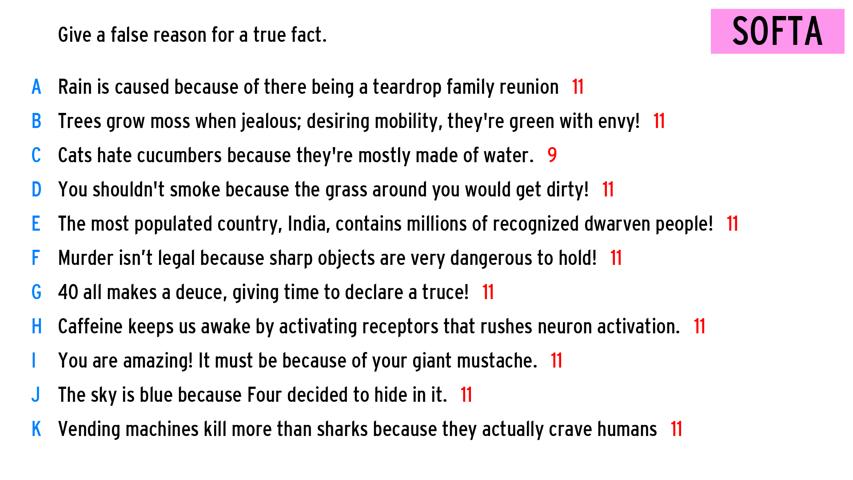 Give a false reason for a true fact.
SOFTA
A Rain is caused because of there being a teardrop family reunion 11
B Trees grow moss when jealous; desiring mobility, they're green with envy! 11
C Cats hate cucumbers because they're mostly made of water. 9
D You shouldn't smoke because the grass around you would get dirty! 11
E The most populated country, India, contains millions of recognized dwarven people! 11
F Murder isn’t legal because sharp objects are very dangerous to hold! 11
G 40 all makes a deuce, giving time to declare a truce! 11
H Caffeine keeps us awake by activating receptors that rushes neuron activation. 11
I You are amazing! It must be because of your giant mustache. 11
J The sky is blue because Four decided to hide in it. 11
K Vending machines kill more than sharks because they actually crave humans 11